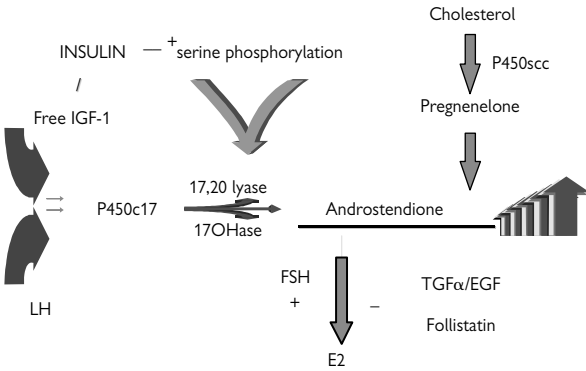 Cholesterol
INSULIN — + serine phosphorylation
P450scc
/
Pregnenelone
Free IGF-1
17,20 lyase
P450c17
Androstendione
17OHase
FSH
TGFα/EGF
+
–
LH
Follistatin
E2